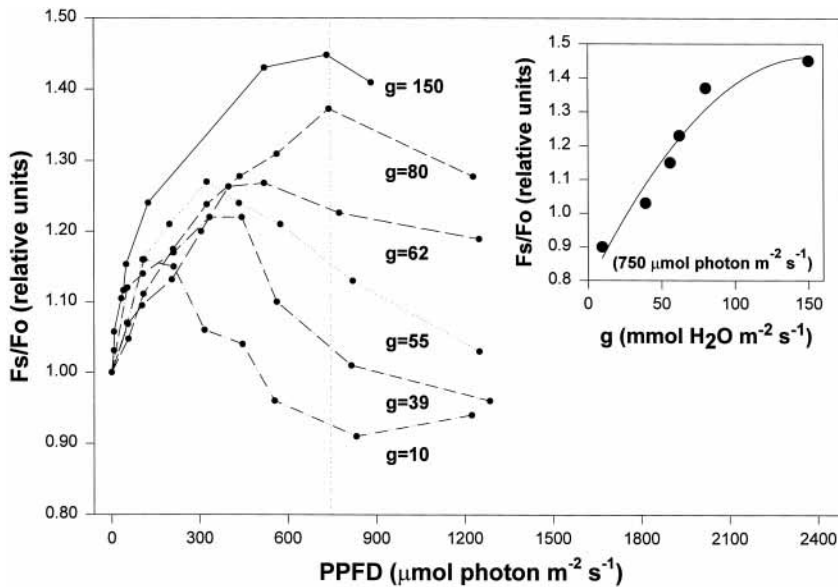 1.50
1.40
1.30
1.20
1.10
1.00
0.90
0.80
Fs/Fo (relative units)
0
300
600
900
1200
1500
1800
2100
2400
PPFD (μmol photon m⁻² s⁻¹)
g= 150
g=80
g=62
g=55
g=39
g=10
1.5
1.4
1.3
1.2
1.1
1.0
0.9
0.8
Fs/Fo (relative units)
(750 μmol photon m⁻² s⁻¹)
0
50
100
150
g (mmol H₂O m⁻² s⁻¹)